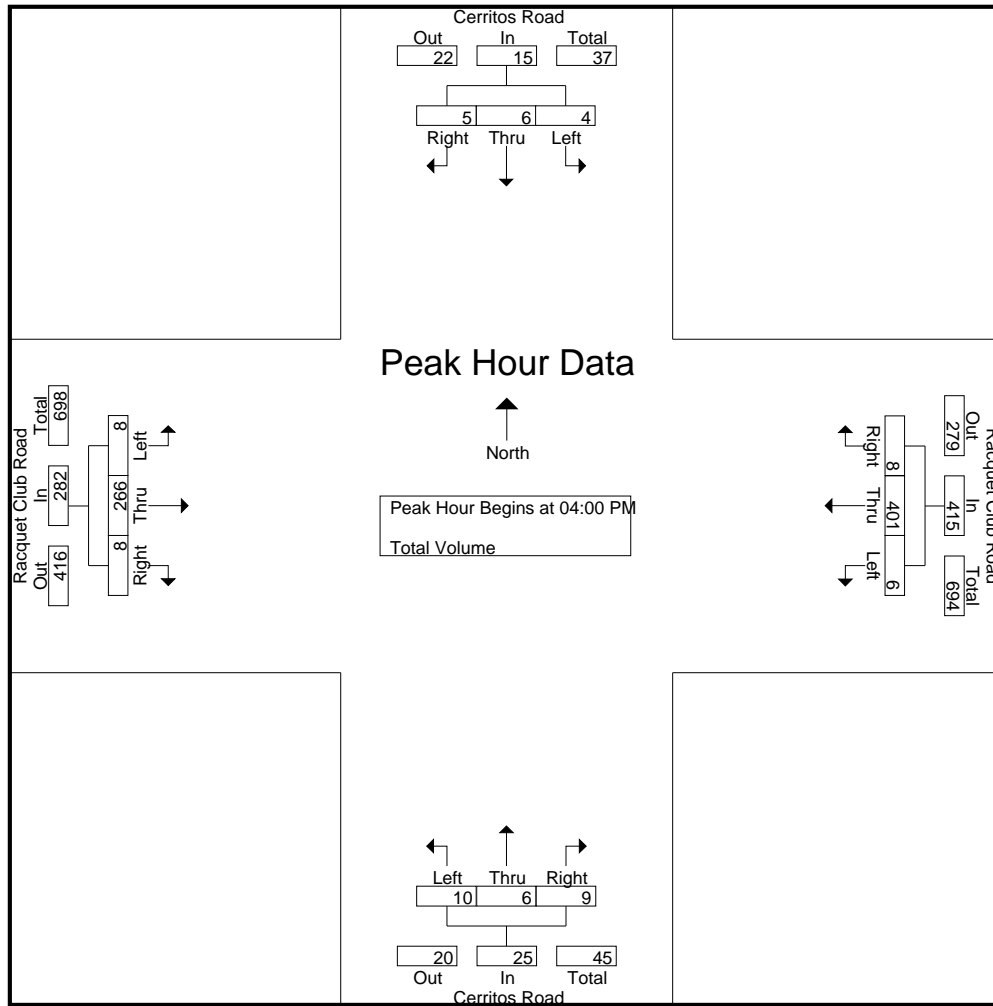 Cerritos Road
Out In Total
22 15 37
5 6 4
Right Thru Left
Peak Hour Data
North
Peak Hour Begins at 04:00 PM
Total Volume
Racquet Club Road
Out In Total
416 282 698
8 266 8
Right Thru Left
Racquet Club Road
Out In Total
279 415 694
8 401 6
Right Thru Left
Left Thru Right
10 6 9
20 25 45
Out In Total
Cerritos Road